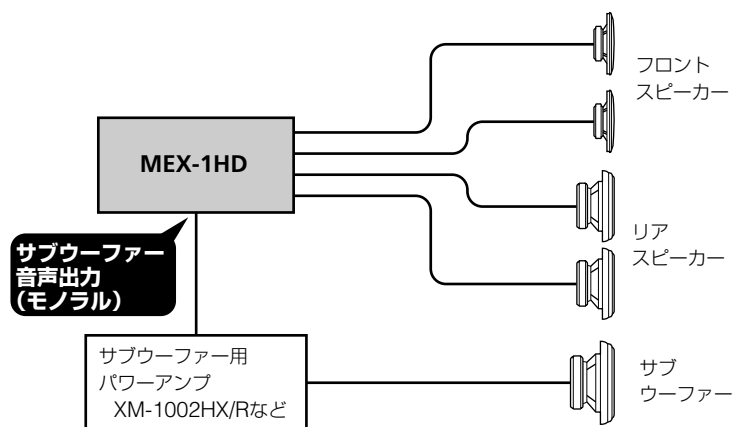 フロント
スピーカー
MEX-1HD
サブウーファー
音声出力
(モノラル)
リア
スピーカー
サブウーファー用
パワーアンプ
XM-1002HX/Rなど
サブ
ウーファー